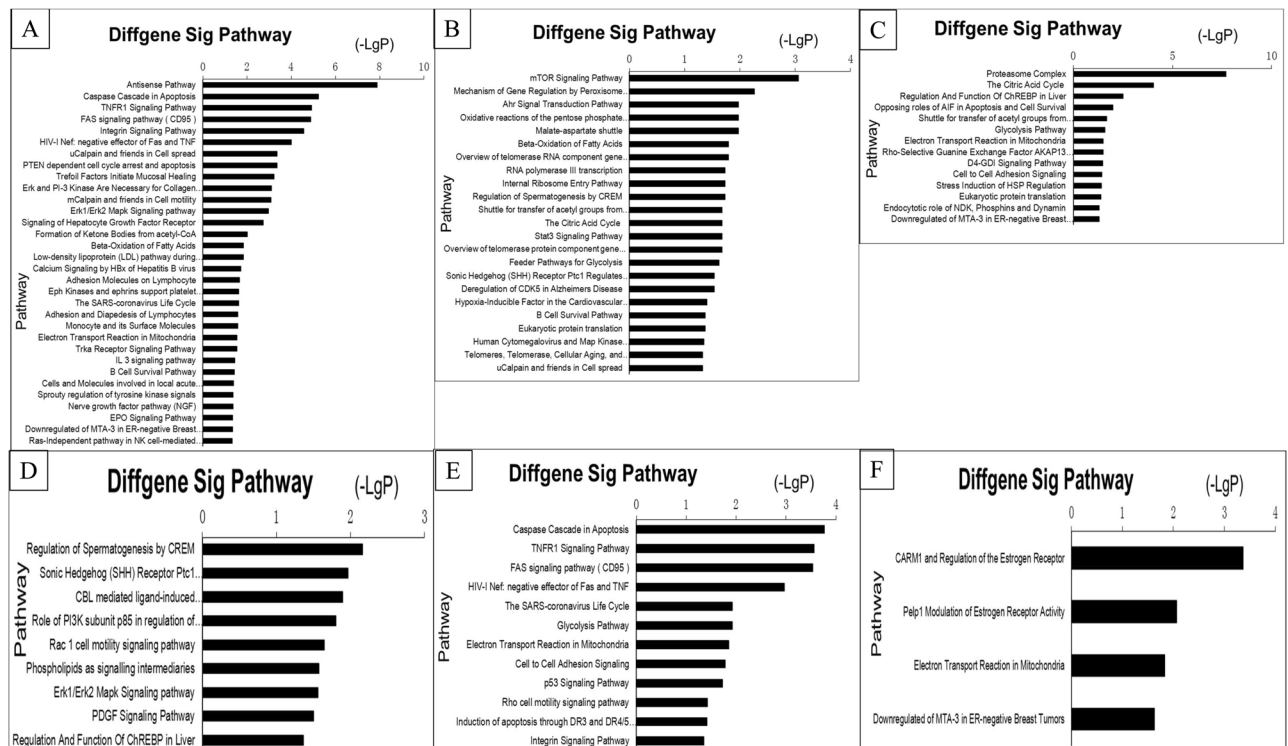 A
Diffgene Sig Pathway
(-LgP)
0 2 4 6 8 10
Pathway
Antisense Pathway
Caspase Cascade in Apoptosis
TNFR1 Signaling Pathway
FAS signaling pathway ( CD95 )
Integrin Signaling Pathway
HIV-I Nef: negative effector of Fas and TNF
uCalpain and friends in Cell spread
PTEN dependent cell cycle arrest and apoptosis
Trefoil Factors Initiate Mucosal Healing
Erk and PI-3 Kinase Are Necessary for Collagen ..
mCalpain and friends in Cell motility
Erk1/Erk2 Mapk Signaling pathway
Signaling of Hepatocyte Growth Factor Receptor
Formation of Ketone Bodies from acetyl-CoA
Beta-Oxidation of Fatty Acids
Low-density lipoprotein (LDL) pathway during ..
Calcium Signaling by HBx of Hepatitis B virus
Adhesion Molecules on Lymphocyte
Eph Kinases and ephrins support platelet ..
The SARS-coronavirus Life Cycle
Adhesion and Diapedesis of Lymphocytes
Monocyte and its Surface Molecules
Electron Transport Reaction in Mitochondria
Trka Receptor Signaling Pathway
IL 3 signaling pathway
B Cell Survival Pathway
Cells and Molecules involved in local acute ..
Sprouty regulation of tyrosine kinase signals
Nerve growth factor pathway (NGF)
EPO Signaling Pathway
Downregulated of MTA-3 in ER-negative Breast ..
Ras-Independent pathway in NK cell-mediated ..
B
Diffgene Sig Pathway
(-LgP)
0 1 2 3 4
Pathway
mTOR Signaling Pathway
Mechanism of Gene Regulation by Peroxisome..
Ahr Signal Transduction Pathway
Oxidative reactions of the pentose phosphate..
Malate-aspartate shuttle
Beta-Oxidation of Fatty Acids
Overview of telomerase RNA component gene..
RNA polymerase III transcription
Internal Ribosome Entry Pathway
Regulation of Spermatogenesis by CREM
Shuttle for transfer of acetyl groups from..
The Citric Acid Cycle
Stat3 Signaling Pathway
Overview of telomerase protein component gene..
Feeder Pathways for Glycolysis
Sonic Hedgehog (SHH) Receptor Ptc1 Regulates..
Deregulation of CDK5 in Alzheimers Disease
Hypoxia-Inducible Factor in the Cardiovascular..
B Cell Survival Pathway
Eukaryotic protein translation
Human Cytomegalovirus and Map Kinase..
Telomeres, Telomerase, Cellular Aging, and..
uCalpain and friends in Cell spread
C
Diffgene Sig Pathway
(-LgP)
0 5 10
Pathway
Proteasome Complex
The Citric Acid Cycle
Regulation And Function Of ChREBP in Liver
Opposing roles of AIF in Apoptosis and Cell Survival
Shuttle for transfer of acetyl groups from..
Glycolysis Pathway
Electron Transport Reaction in Mitochondria
Rho-Selective Guanine Exchange Factor AKAP13..
D4-GDI Signaling Pathway
Cell to Cell Adhesion Signaling
Stress Induction of HSP Regulation
Eukaryotic protein translation
Endocytotic role of NDK, Phosphins and Dynamin
Downregulated of MTA-3 in ER-negative Breast..
D
Diffgene Sig Pathway
(-LgP)
0 1 2 3
Pathway
Regulation of Spermatogenesis by CREM
Sonic Hedgehog (SHH) Receptor Ptc1..
CBL mediated ligand-induced..
Role of PI3K subunit p85 in regulation of..
Rac 1 cell motility signaling pathway
Phospholipids as signalling intermediaries
Erk1/Erk2 Mapk Signaling pathway
PDGF Signaling Pathway
Regulation And Function Of ChREBP in Liver
E
Diffgene Sig Pathway
(-LgP)
0 1 2 3 4
Pathway
Caspase Cascade in Apoptosis
TNFR1 Signaling Pathway
FAS signaling pathway ( CD95 )
HIV-I Nef: negative effector of Fas and TNF
The SARS-coronavirus Life Cycle
Glycolysis Pathway
Electron Transport Reaction in Mitochondria
Cell to Cell Adhesion Signaling
p53 Signaling Pathway
Rho cell motility signaling pathway
Induction of apoptosis through DR3 and DR4/5..
Integrin Signaling Pathway
F
Diffgene Sig Pathway
(-LgP)
0 1 2 3 4
Pathway
CARM1 and Regulation of the Estrogen Receptor
Pelp1 Modulation of Estrogen Receptor Activity
Electron Transport Reaction in Mitochondria
Downregulated of MTA-3 in ER-negative Breast Tumors